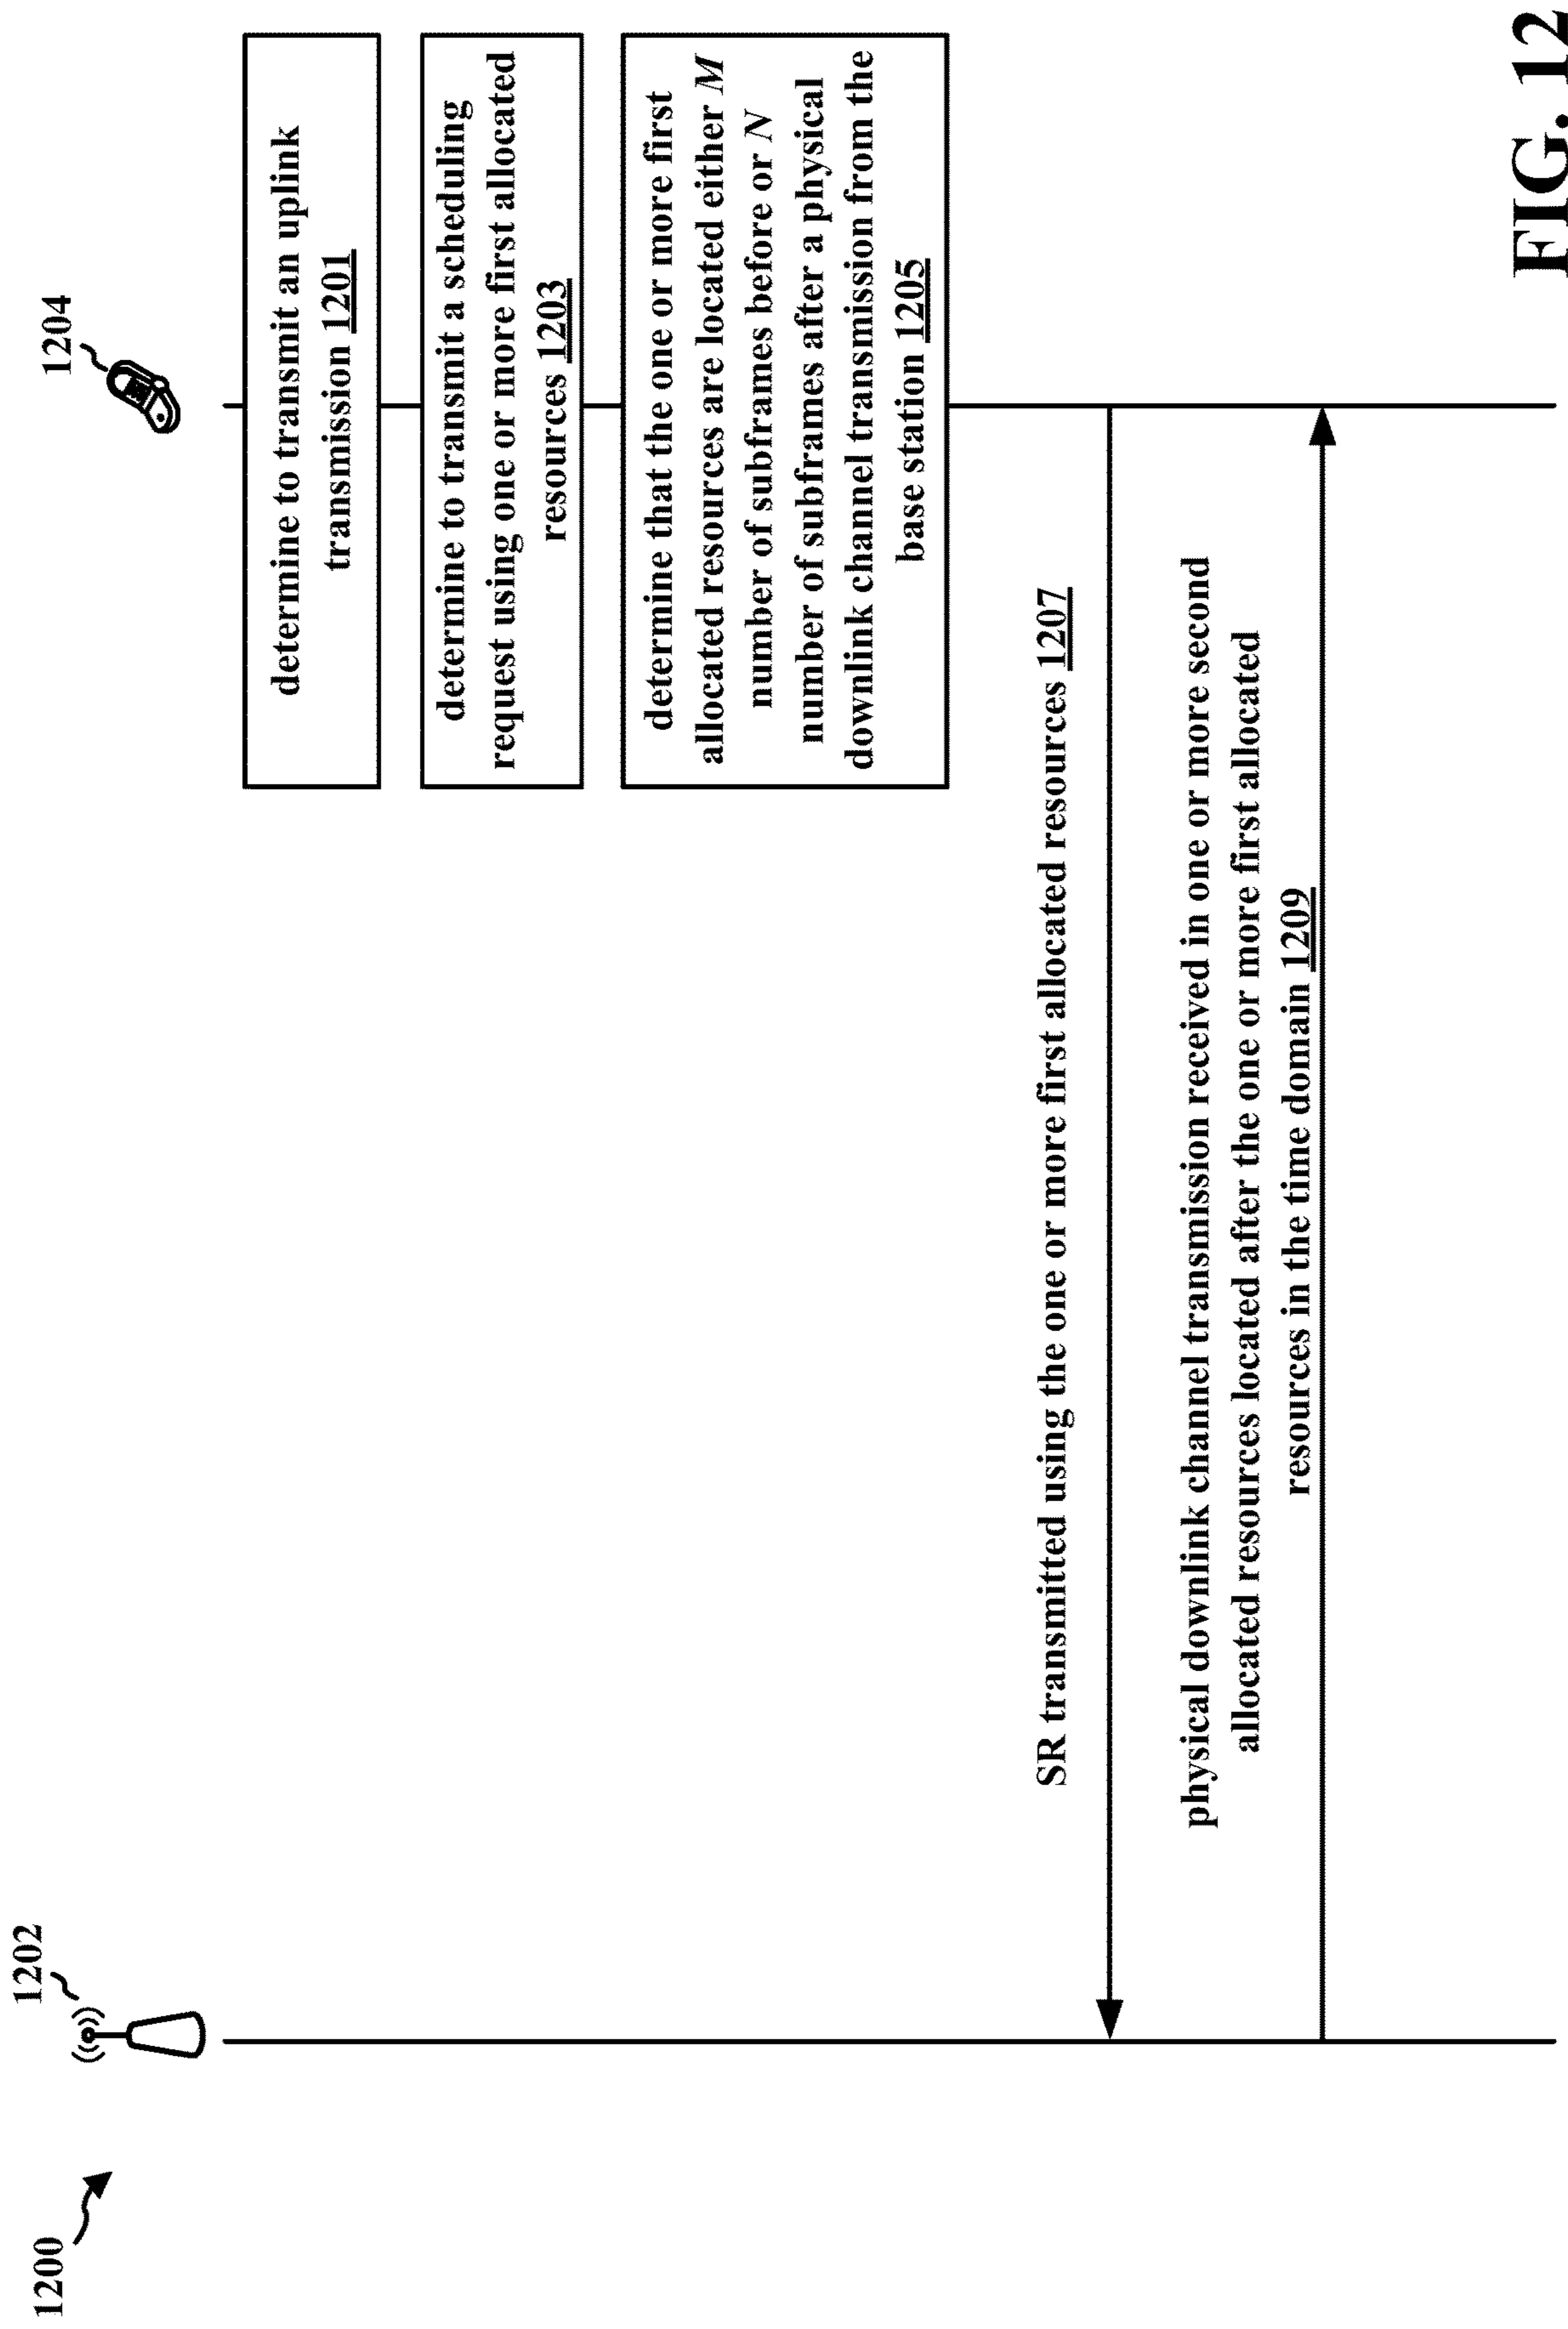 1200
1202
1204
determine to transmit an uplink
transmission 1201
determine to transmit a scheduling
request using one or more first allocated
resources 1203
determine that the one or more first
allocated resources are located either M
number of subframes before or N
number of subframes after a physical
downlink channel transmission from the
base station 1205
SR transmitted using the one or more first allocated resources 1207
physical downlink channel transmission received in one or more second
allocated resources located after the one or more first allocated
resources in the time domain 1209
FIG. 12